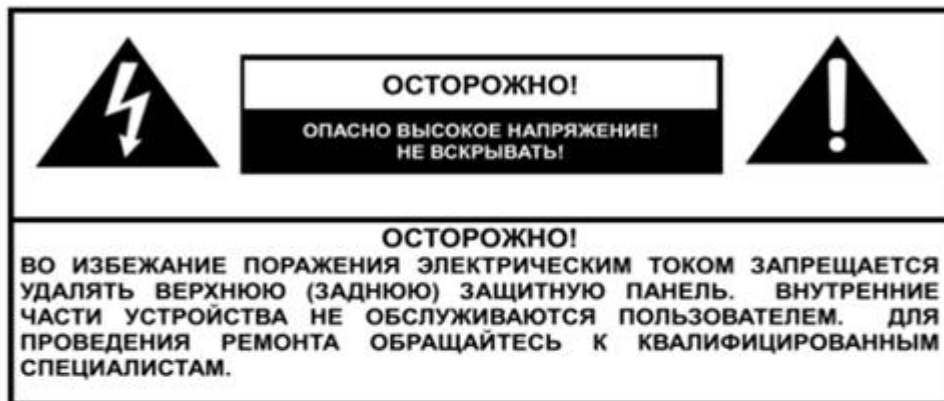 ОСТОРОЖНО!
ОПАСНО ВЫСОКОЕ НАПРЯЖЕНИЕ!
НЕ ВСКРЫВАТЬ!
ОСТОРОЖНО!
ВО ИЗБЕЖАНИЕ ПОРАЖЕНИЯ ЭЛЕКТРИЧЕСКИМ ТОКОМ ЗАПРЕЩАЕТСЯ
УДАЛЯТЬ ВЕРХНЮЮ (ЗАДНЮЮ) ЗАЩИТНУЮ ПАНЕЛЬ. ВНУТРЕННИЕ
ЧАСТИ УСТРОЙСТВА НЕ ОБСЛУЖИВАЮТСЯ ПОЛЬЗОВАТЕЛЕМ. ДЛЯ
ПРОВЕДЕНИЯ РЕМОНТА ОБРАЩАЙТЕСЬ К КВАЛИФИЦИРОВАННЫМ
СПЕЦИАЛИСТАМ.